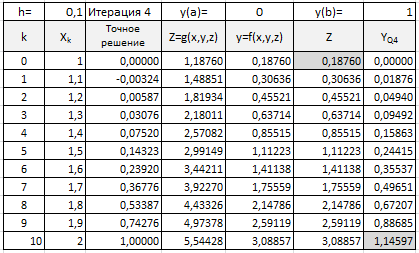 h= 0,1 Итерация 4 y(a)= 0 y(b)= 1
k Xk Точное решение Z=g(x,y,z) y=f(x,y,z) Z YQ4
0 1 0,00000 1,18760 0,18760 0,18760 0,00000
1 1,1 -0,00324 1,48851 0,30636 0,30636 0,01876
2 1,2 0,00587 1,81934 0,45521 0,45521 0,04940
3 1,3 0,03076 2,18011 0,63714 0,63714 0,09492
4 1,4 0,07520 2,57082 0,85515 0,85515 0,15863
5 1,5 0,14323 2,99149 1,11223 1,11223 0,24415
6 1,6 0,23920 3,44211 1,41138 1,41138 0,35537
7 1,7 0,36776 3,92270 1,75559 1,75559 0,49651
8 1,8 0,53387 4,43326 2,14786 2,14786 0,67207
9 1,9 0,74276 4,97378 2,59119 2,59119 0,88685
10 2 1,00000 5,54428 3,08857 3,08857 1,14597